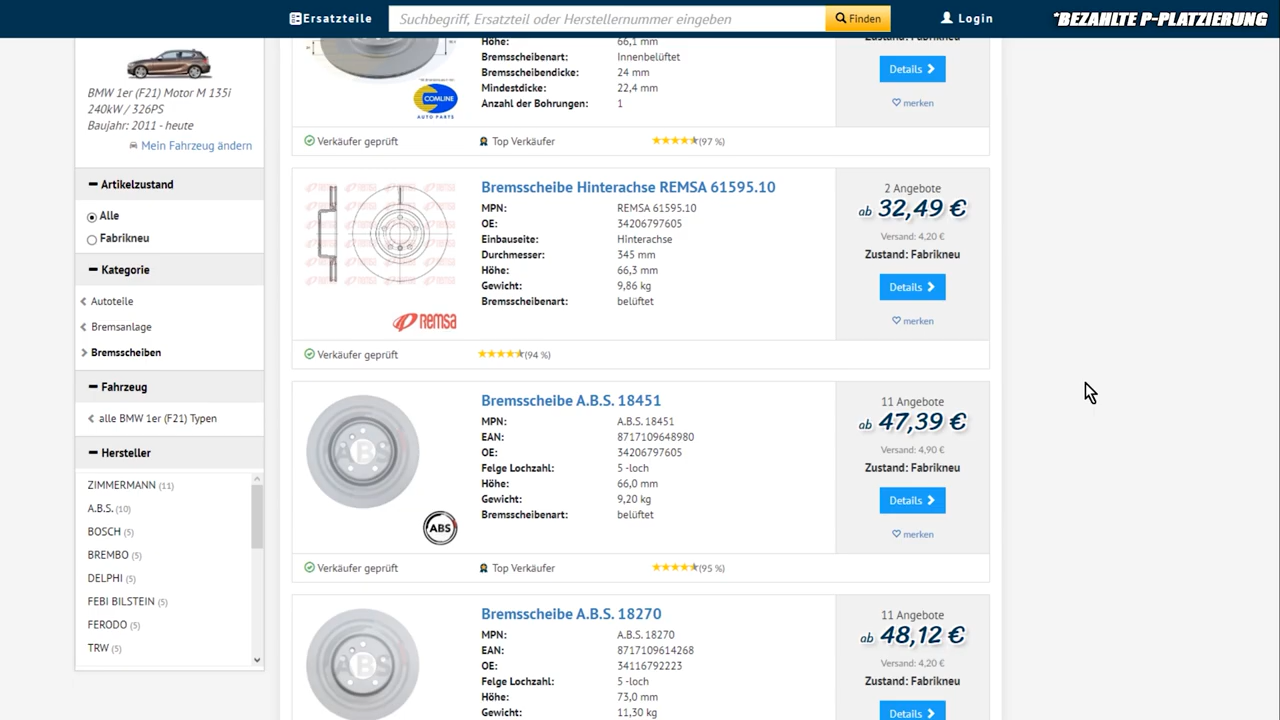 Ersatzteile
Suchbegriff, Ersatzteil oder Herstellernummer eingeben
Finden
Login
*BEZAHLTE P-PLATZIERUNG
BMW 1er (F21) Motor M 135i
240kW / 326PS
Baujahr: 2011 - heute
Mein Fahrzeug ändern
Artikelzustand
Alle
Fabrikneu
Kategorie
Autoteile
Bremsanlage
Bremsscheiben
Fahrzeug
alle BMW 1er (F21) Typen
Hersteller
ZIMMERMANN (11)
A.B.S. (10)
BOSCH (5)
BREMBO (5)
DELPHI (5)
FEBI BILSTEIN (5)
FERODO (5)
TRW (5)
COMLINE
AUTO PARTS
Höhe: 66,1 mm
Bremsscheibenart: Innenbelüftet
Bremsscheibendicke: 24 mm
Mindestdicke: 22,4 mm
Anzahl der Bohrungen: 1
Zustand: Fabrikneu
Details
merken
Verkäufer geprüft Top Verkäufer (97 %)
Bremsscheibe Hinterachse REMSA 61595.10
MPN: REMSA 61595.10
OE: 34206797605
Einbauseite: Hinterachse
Durchmesser: 345 mm
Höhe: 66,3 mm
Gewicht: 9,86 kg
Bremsscheibenart: belüftet
remsa
2 Angebote
ab 32,49 €
Versand: 4,20 €
Zustand: Fabrikneu
Details
merken
Verkäufer geprüft (94 %)
Bremsscheibe A.B.S. 18451
MPN: A.B.S. 18451
EAN: 8717109648980
OE: 34206797605
Felge Lochzahl: 5 -loch
Höhe: 66,0 mm
Gewicht: 9,20 kg
Bremsscheibenart: belüftet
B
ABS
11 Angebote
ab 47,39 €
Versand: 4,90 €
Zustand: Fabrikneu
Details
merken
Verkäufer geprüft Top Verkäufer (95 %)
Bremsscheibe A.B.S. 18270
MPN: A.B.S. 18270
EAN: 8717109614268
OE: 34116792223
Felge Lochzahl: 5 -loch
Höhe: 73,0 mm
Gewicht: 11,30 kg
B
11 Angebote
ab 48,12 €
Versand: 4,20 €
Zustand: Fabrikneu
Details